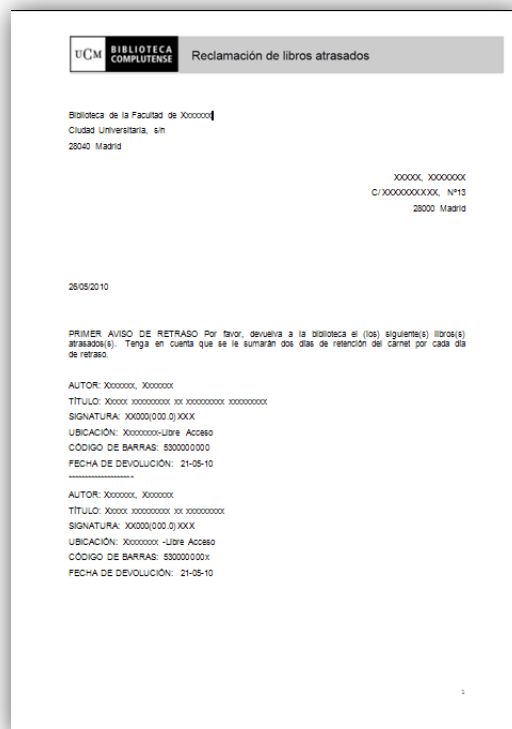 UCM BIBLIOTECA COMPLUTENSE
Reclamación de libros atrasados
Biblioteca de la Facultad de Xxxxxxx
Ciudad Universitaria, s/n
28040 Madrid
XXXXX, XXXXXXX
C/ XXXXXXXXXX, Nº13
28000 Madrid
26/05/2010
PRIMER AVISO DE RETRASO Por favor, devuelva a la biblioteca el (los) siguiente(s) libros(s)
atrasados(s). Tenga en cuenta que se le sumarán dos días de retención del carnet por cada día
de retraso.
AUTOR: Xxxxxxx, Xxxxxxx
TÍTULO: Xxxxx xxxxxxxxx xx xxxxxxxxx xxxxxxxxx
SIGNATURA: XX000(000.0)XXX
UBICACIÓN: Xxxxxxxx-Libre Acceso
CÓDIGO DE BARRAS: 5300000000
FECHA DE DEVOLUCIÓN: 21-05-10
--------------------
AUTOR: Xxxxxxx, Xxxxxxx
TÍTULO: Xxxxx xxxxxxxxx xx xxxxxxxxx
SIGNATURA: XX000(000.0)XXX
UBICACIÓN: Xxxxxxxx -Libre Acceso
CÓDIGO DE BARRAS: 530000000x
FECHA DE DEVOLUCIÓN: 21-05-10
1